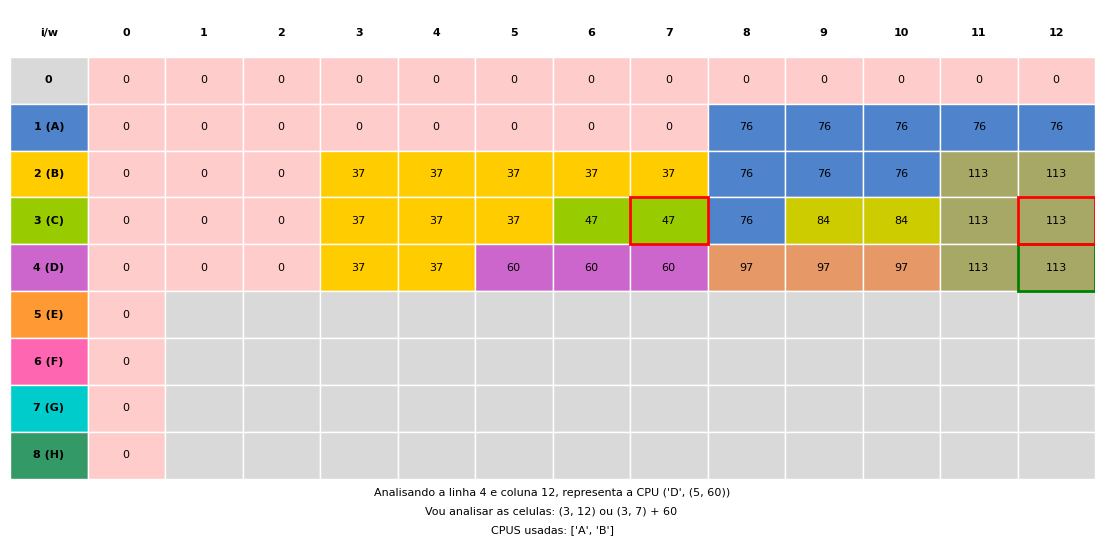 i/w 0 1 2 3 4 5 6 7 8 9 10 11 12
0 0 0 0 0 0 0 0 0 0 0 0 0 0
1 (A) 0 0 0 0 0 0 0 0 76 76 76 76 76
2 (B) 0 0 0 37 37 37 37 37 76 76 76 113 113
3 (C) 0 0 0 37 37 37 47 47 76 84 84 113 113
4 (D) 0 0 0 37 37 60 60 60 97 97 97 113 113
5 (E) 0
6 (F) 0
7 (G) 0
8 (H) 0
Analisando a linha 4 e coluna 12, representa a CPU ('D', (5, 60))
Vou analisar as celulas: (3, 12) ou (3, 7) + 60
CPUS usadas: ['A', 'B']